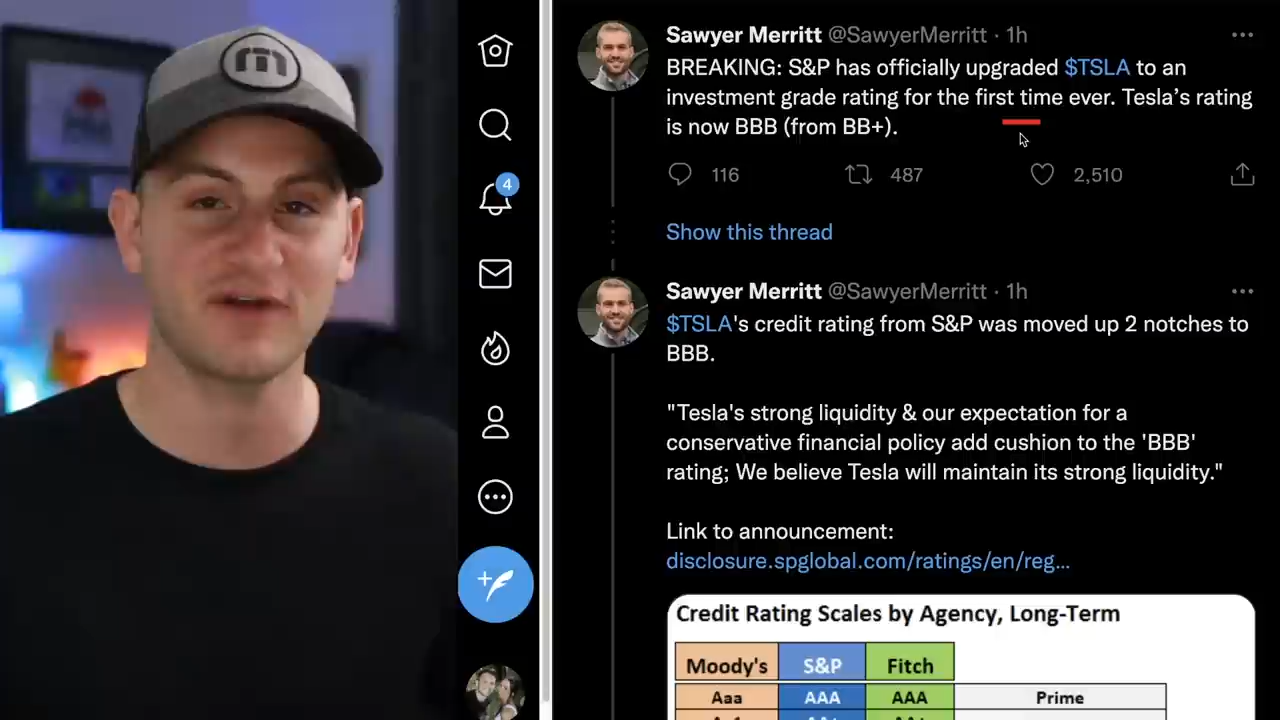 m
4
Sawyer Merritt @SawyerMerritt · 1h
BREAKING: S&P has officially upgraded $TSLA to an
investment grade rating for the first time ever. Tesla's rating
is now BBB (from BB+).
116 487 2,510
Show this thread
Sawyer Merritt @SawyerMerritt · 1h
$TSLA's credit rating from S&P was moved up 2 notches to
BBB.
"Tesla's strong liquidity & our expectation for a
conservative financial policy add cushion to the 'BBB'
rating; We believe Tesla will maintain its strong liquidity."
Link to announcement:
disclosure.spglobal.com/ratings/en/reg...
Credit Rating Scales by Agency, Long-Term
Moody's S&P Fitch
Aaa AAA AAA Prime